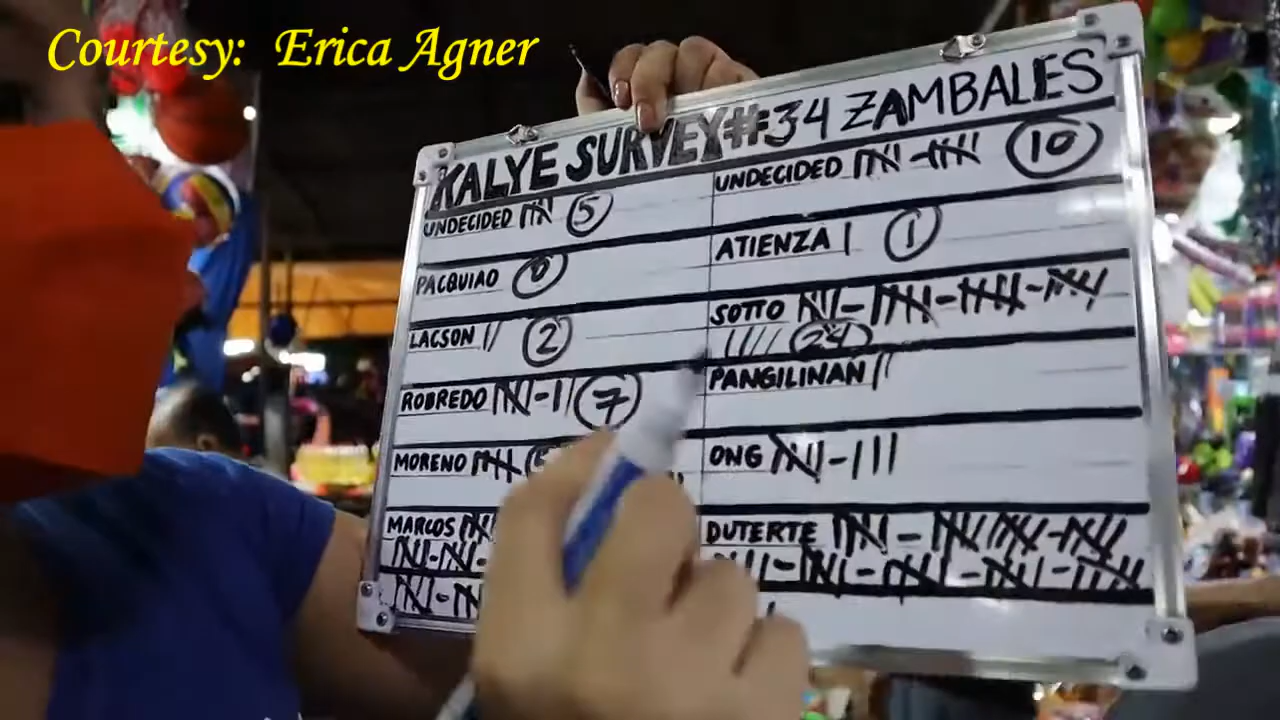 Courtesy: Erica Agner
KALYE SURVEY #34 ZAMBALES
UNDECIDED 5
PACQUIAO 0
LACSON 2
ROBREDO 7
MORENO
MARCOS
UNDECIDED 10
ATIENZA 1
SOTTO
24
PANGILINAN
ONG
DUTERTE